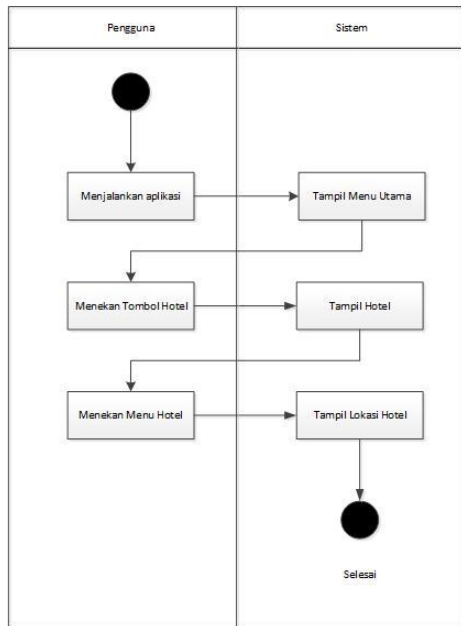 Pengguna
Sistem
Menjalankan aplikasi
Tampil Menu Utama
Menekan Tombol Hotel
Tampil Hotel
Menekan Menu Hotel
Tampil Lokasi Hotel
Selesai